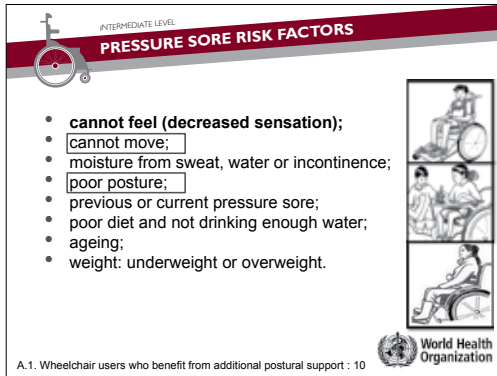 INTERMEDIATE LEVEL
PRESSURE SORE RISK FACTORS
• cannot feel (decreased sensation);
• cannot move;
• moisture from sweat, water or incontinence;
• poor posture;
• previous or current pressure sore;
• poor diet and not drinking enough water;
• ageing;
• weight: underweight or overweight.
World Health
Organization
A.1. Wheelchair users who benefit from additional postural support : 10